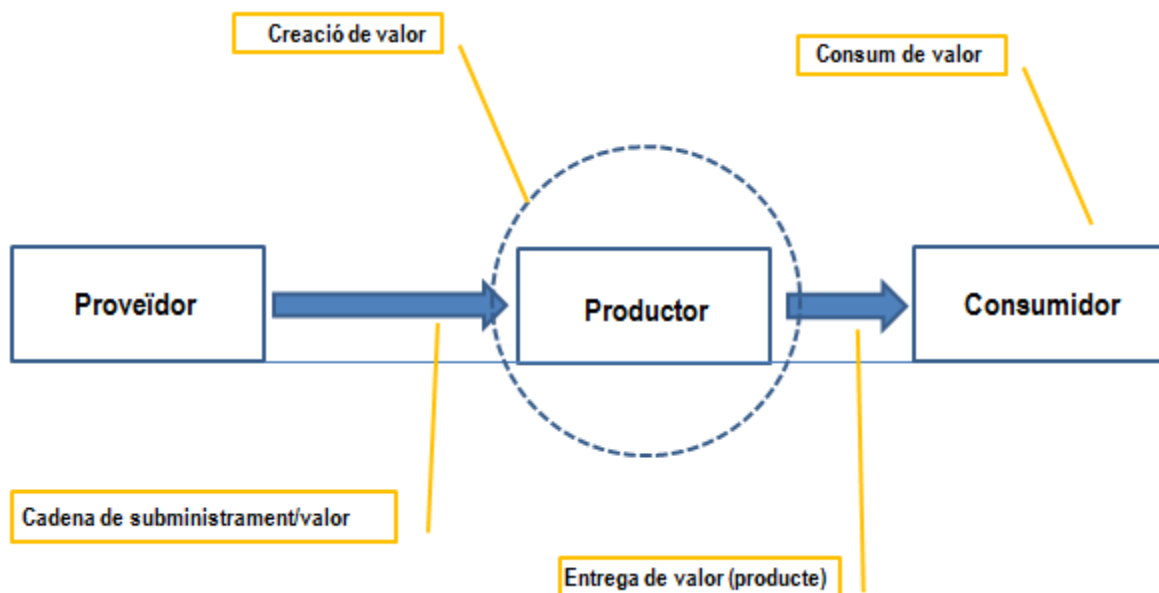 Creació de valor
Consum de valor
Proveïdor
Productor
Consumidor
Cadena de subministrament/valor
Entrega de valor (producte)